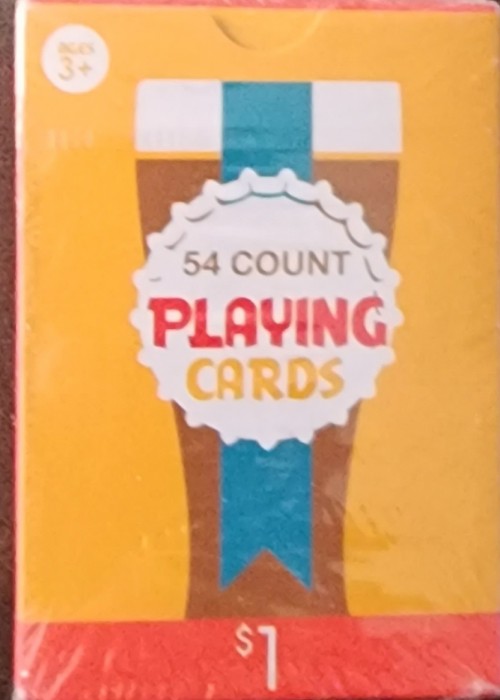 ages
3+
54 COUNT
PLAYING
CARDS
$1